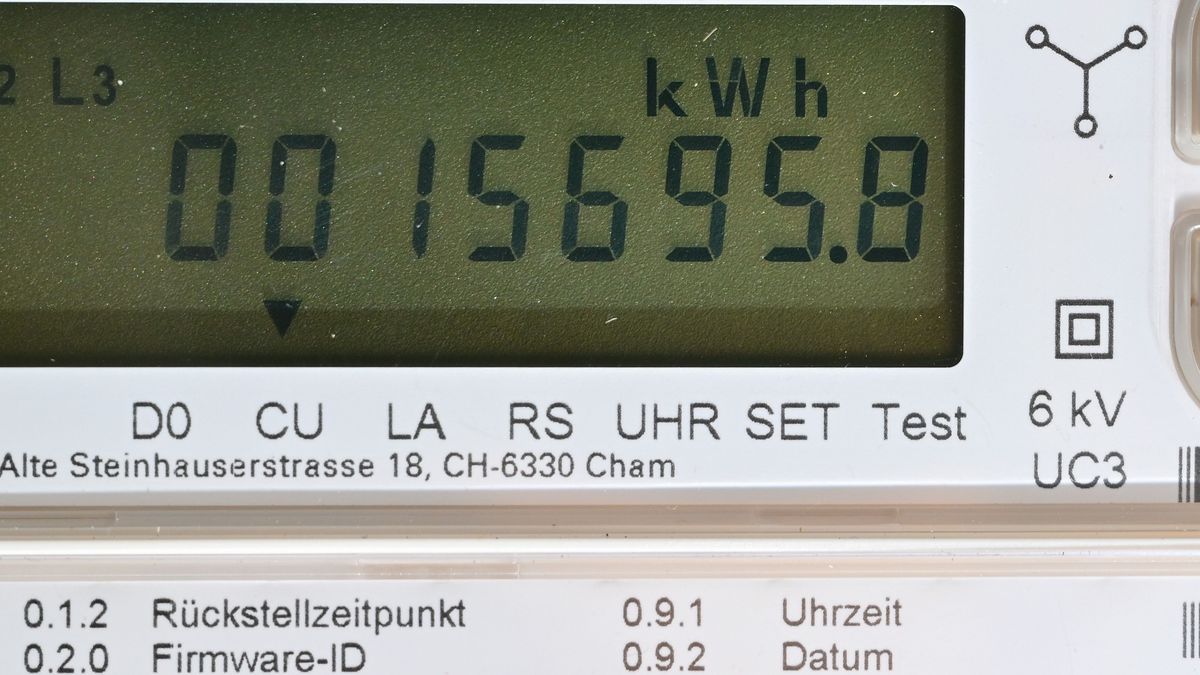 2 L3
kWh
0015695.8
D0 CU LA RS UHR SET Test
6 kV
UC3
Alte Steinhauserstrasse 18, CH-6330 Cham
0.1.2 Rückstellzeitpunkt 0.9.1 Uhrzeit
0.2.0 Firmware-ID 0.9.2 Datum